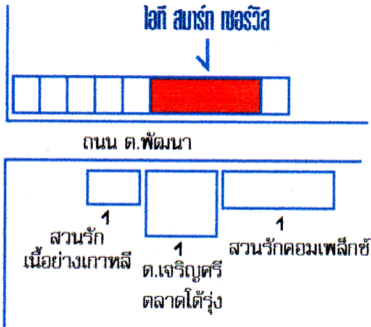 ไอที สมาร์ท เซอร์วิส
ถนน ต.พัฒนา
1
สวนรัก
เนื้อย่างเกาหลี
1
ต.เจริญศรี
ตลาดโต้รุ่ง
1
สวนรักคอมเพล็กซ์